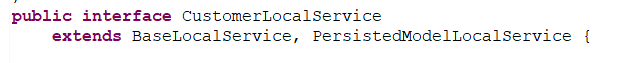 public interface CustomerLocalService
extends BaseLocalService, PersistedModelLocalService {